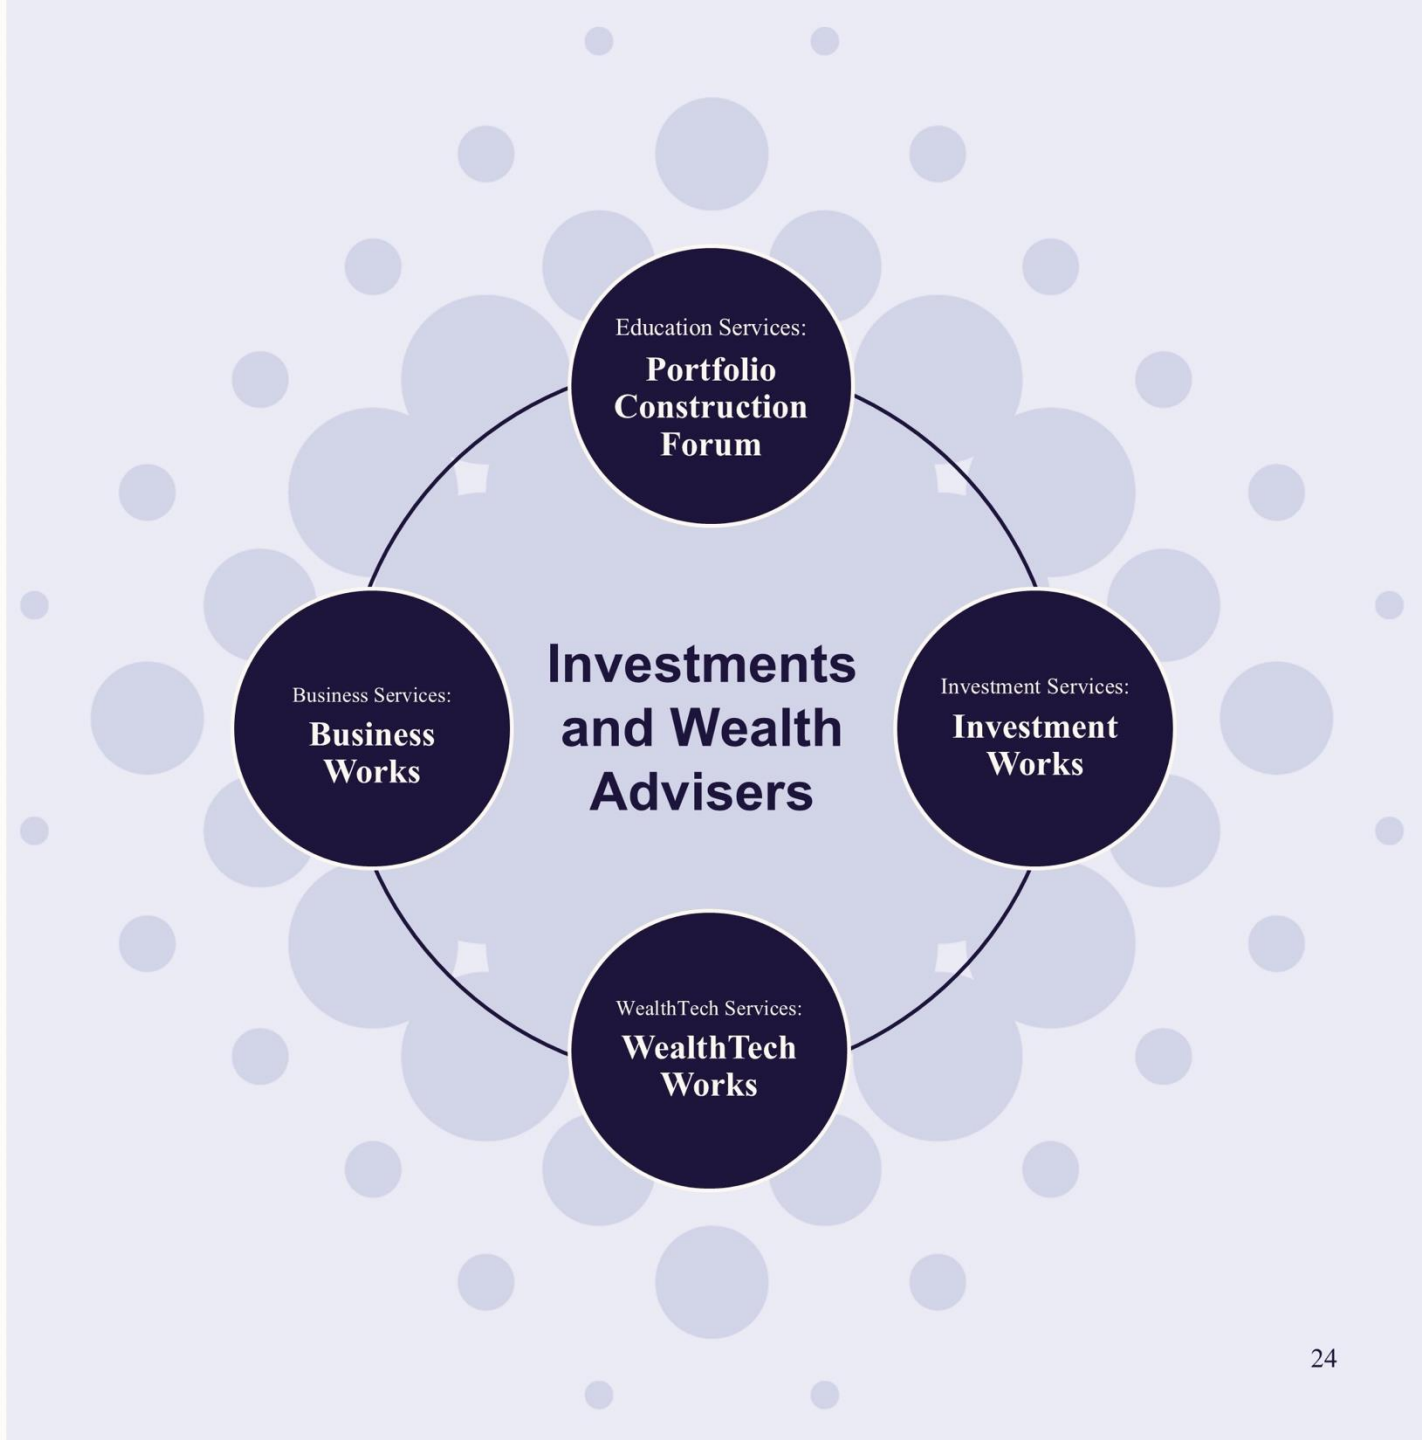 Education Services:
Portfolio
Construction
Forum
Business Services:
Business
Works
Investments
and Wealth
Advisers
Investment Services:
Investment
Works
WealthTech Services:
WealthTech
Works
24